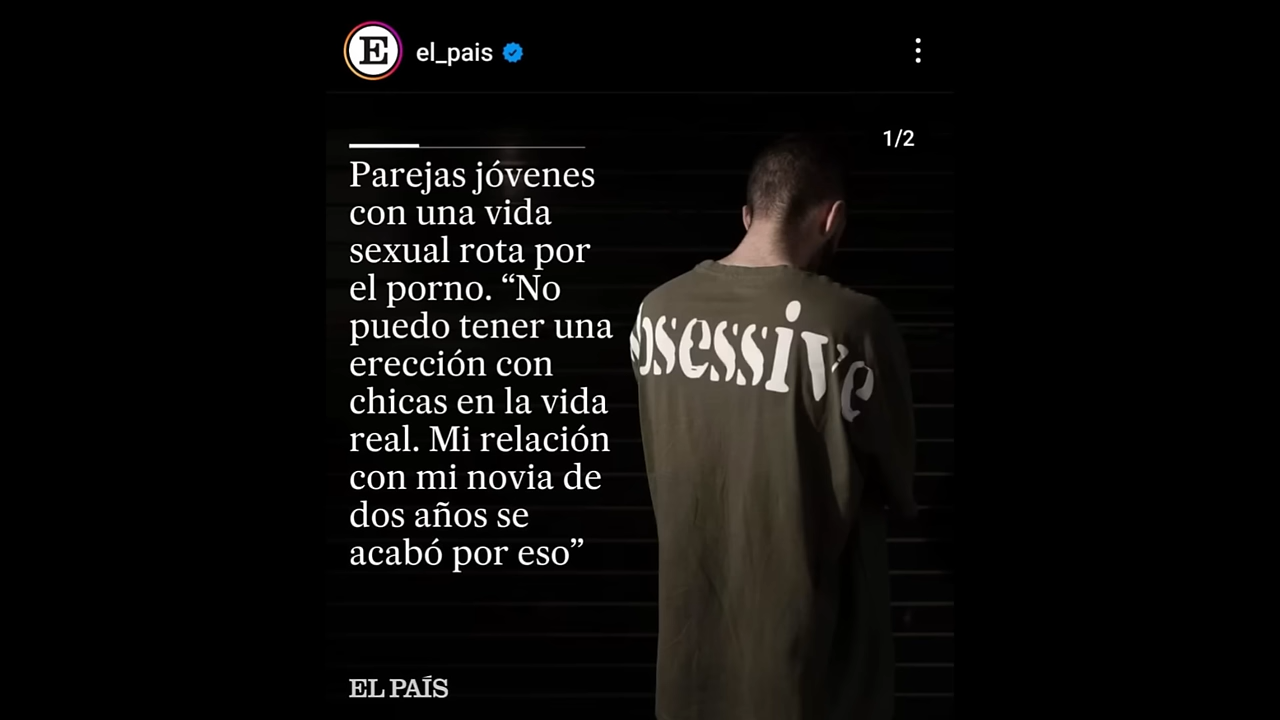 E
el_pais
1/2
Parejas jóvenes
con una vida
sexual rota por
el porno. “No
puedo tener una
erección con
chicas en la vida
real. Mi relación
con mi novia de
dos años se
acabó por eso”
obsessive
EL PAÍS